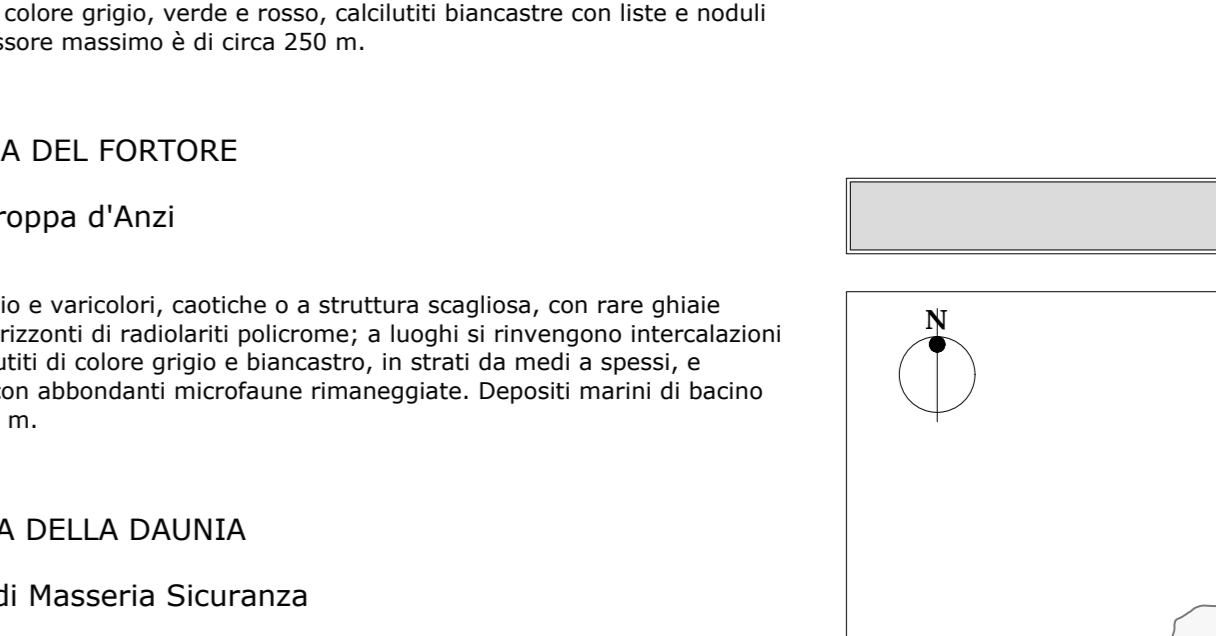 colore grigio, verde e rosso, calcilutiti biancastre con liste e noduli
ssore massimo è di circa 250 m.
A DEL FORTORE
roppa d'Anzi
io e varicolori, caotiche o a struttura scagliosa, con rare ghiaie
rizzonti di radiolariti policrome; a luoghi si rinvengono intercalazioni
utiti di colore grigio e biancastro, in strati da medi a spessi, e
con abbondanti microfaune rimaneggiate. Depositi marini di bacino
m.
A DELLA DAUNIA
di Masseria Sicuranza
N